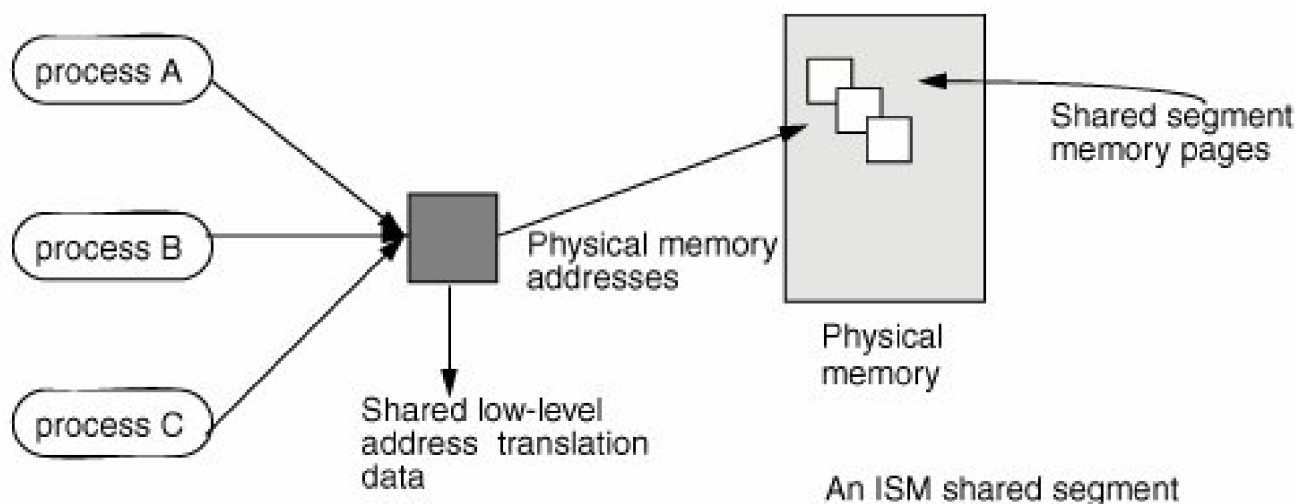 process A
process B
process C
Shared low-level
address translation
data
Physical memory
addresses
Shared segment
memory pages
Physical
memory
An ISM shared segment